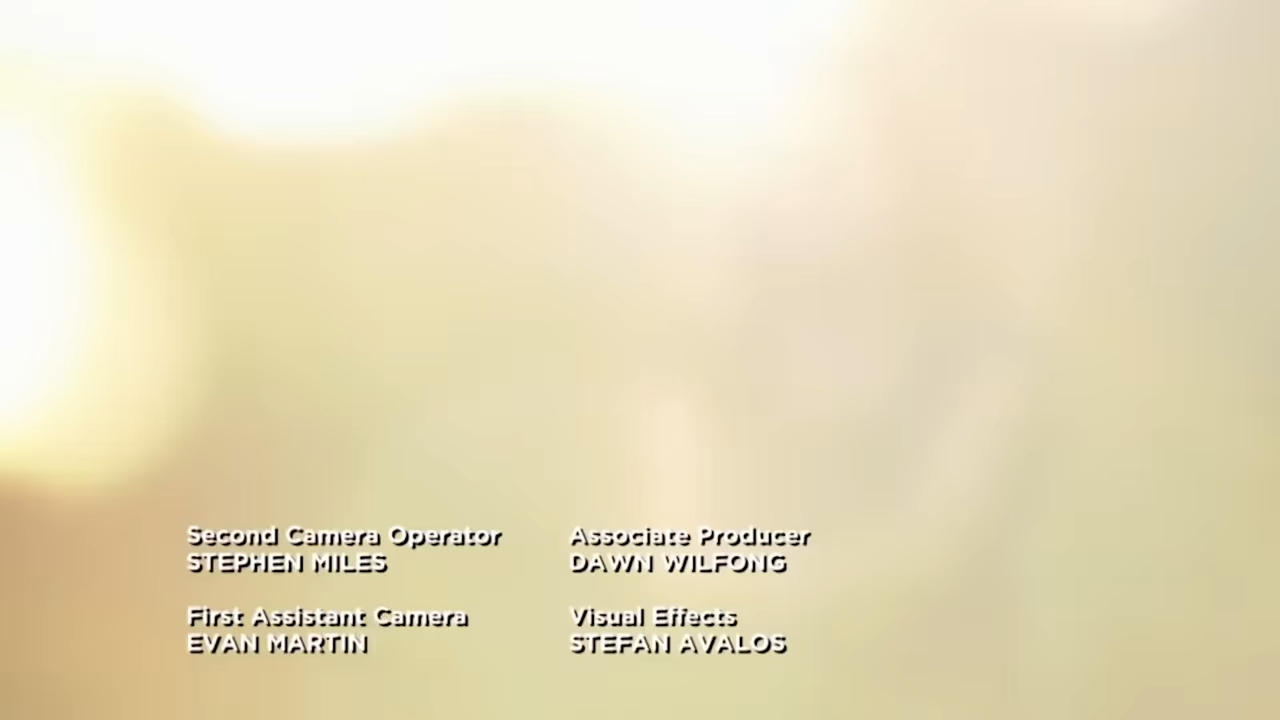 Second Camera Operator
STEPHEN MILES
First Assistant Camera
EVAN MARTIN
Associate Producer
DAWN WILFONG
Visual Effects
STEFAN AVALOS